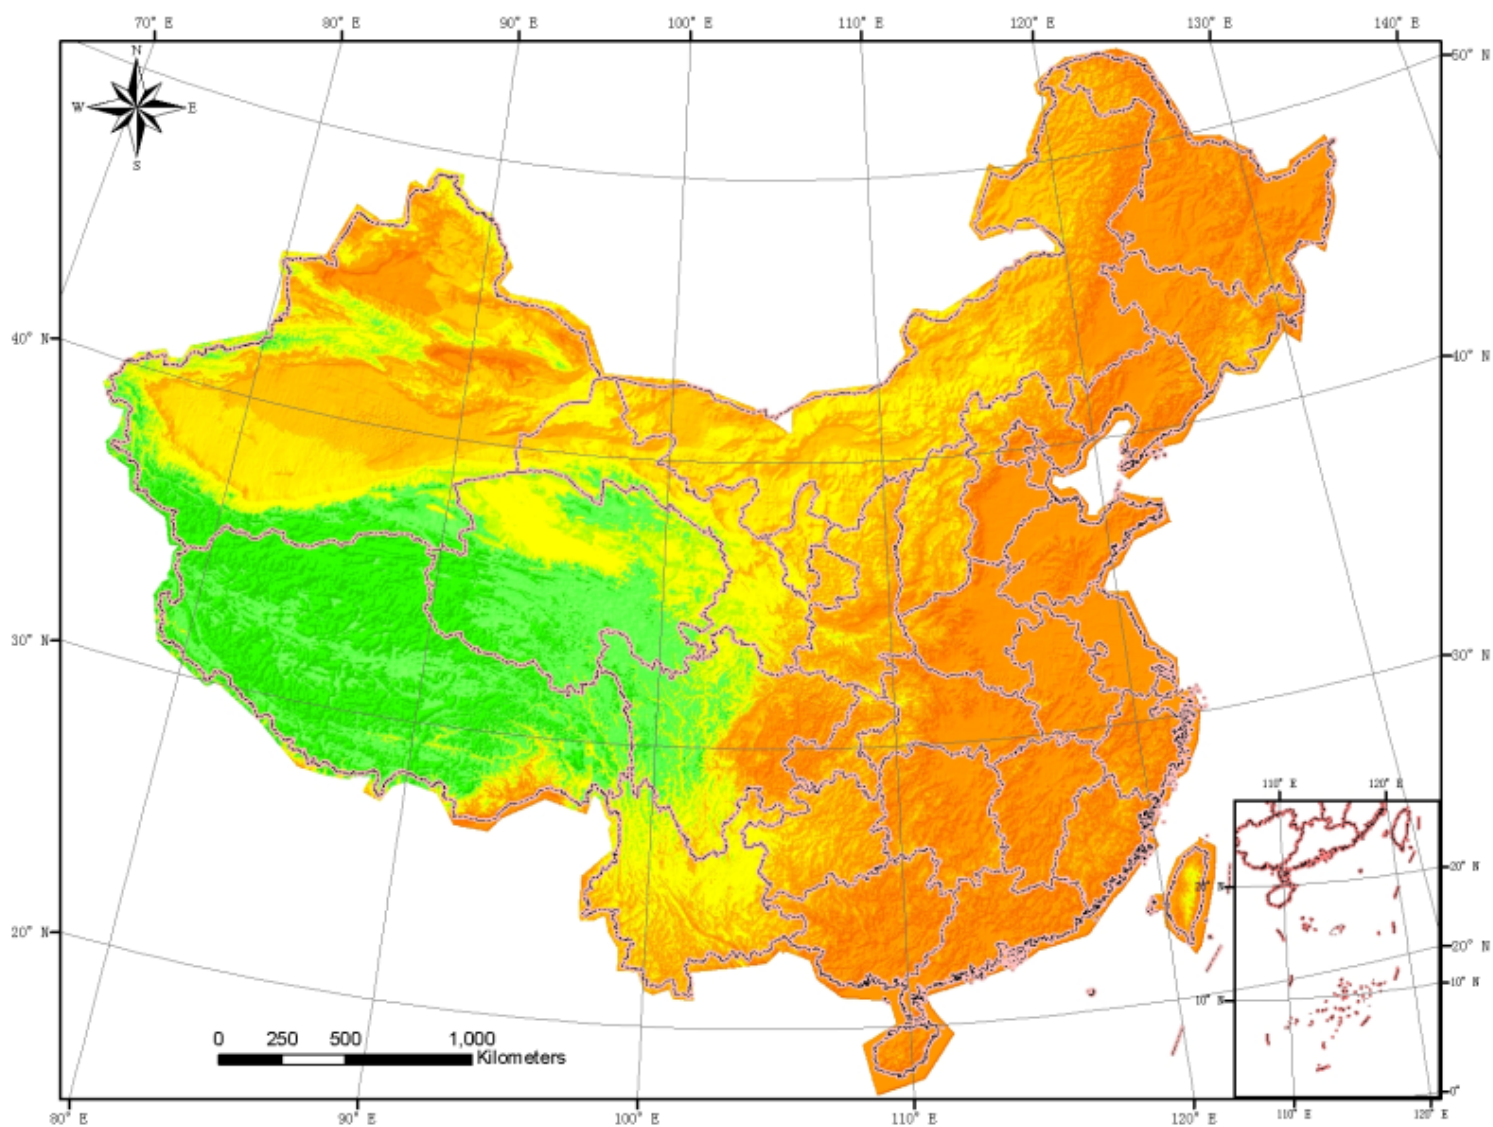 70° E 80° E 90° E 100° E 110° E 120° E 130° E 140° E
N
W E
S
50° N
40° N 40° N
30° N 30° N
110° E 120° E
20° N
20° N
20° N 20° N
10° N
10° N
0 250 500 1,000
Kilometers
0°
80° E 90° E 100° E 110° E 120° E 110° E 120° E